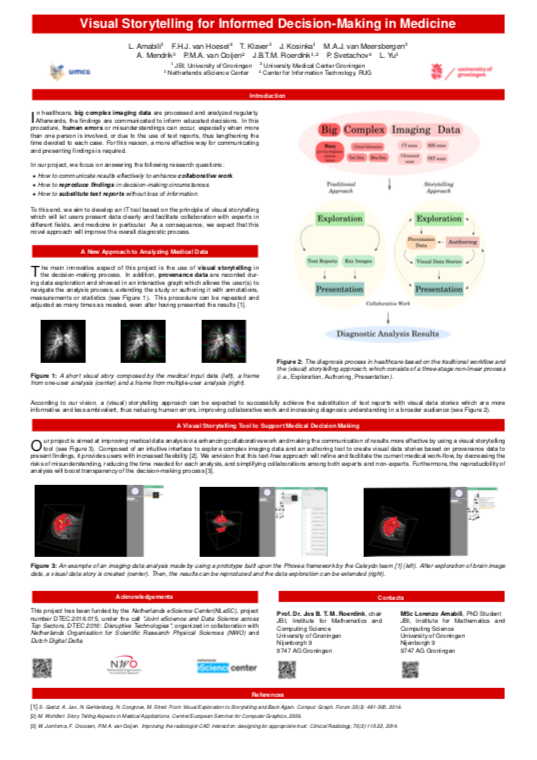 Visual Storytelling for Informed Decision-Making in Medicine
L. Amabili¹ F.H.J. van Hoesel⁴ T. Klaver³ J. Kosinka¹ M.A.J. van Meersbergen³
A. Mendrik³ P.M.A. van Ooijen² J.B.T.M. Roerdink¹,² P. Svetachov⁴ L. Yu¹
¹ JBI, University of Groningen ² University Medical Center Groningen
³ Netherlands eScience Center ⁴ Center for Information Technology, RUG
umcg
university of
groningen
Introduction
In healthcare, big complex imaging data are processed and analyzed regularly.
Afterwards, the findings are communicated to inform educated decisions. In this
procedure, human errors or misunderstandings can occur, especially when more
than one person is involved, or due to the use of text reports, thus lengthening the
time devoted to each case. For this reason, a more effective way for communicating
and presenting findings is required.
In our project, we focus on answering the following research questions:
• How to communicate results effectively to enhance collaborative work.
• How to reproduce findings in decision-making circumstances.
• How to substitute text reports without loss of information.
To this end, we aim to develop an IT tool based on the principle of visual storytelling
which will let users present data clearly and facilitate collaboration with experts in
different fields, and medicine in particular. As a consequence, we expect that this
novel approach will improve the overall diagnostic process.
A New Approach to Analyzing Medical Data
The main innovative aspect of this project is the use of visual storytelling in
the decision-making process. In addition, provenance data are recorded dur-
ing data exploration and showed in an interactive graph which allows the user(s) to
navigate the analysis process, extending the study or authoring it with annotations,
measurements or statistics (see Figure 1). This procedure can be repeated and
adjusted as many times as needed, even after having presented the results [1].
Figure 1: A short visual story composed by the medical input data (left), a frame
from one-user analysis (center) and a frame from multiple-user analysis (right).
Big Complex Imaging Data
Many
CT scans
MRI scans
PET scans
Traditional
Approach
Storytelling
Approach
Exploration
Exploration
Provenance
Data
Authoring
Text Reports
Key Images
Visual Data Stories
Presentation
Presentation
Collaborative Work
Diagnostic Analysis Results
Figure 2: The diagnosis process in healthcare based on the traditional workflow and
the (visual) storytelling approach, which consists of a three-stage non-linear process
(i.e., Exploration, Authoring, Presentation).
According to our vision, a (visual) storytelling approach can be expected to successfully achieve the substitution of text reports with visual data stories which are more
informative and less ambivalent, thus reducing human errors, improving collaborative work and increasing diagnosis understanding in a broader audience (see Figure 2).
A Visual Storytelling Tool to Support Medical Decision Making
Our project is aimed at improving medical data analysis via enhancing collaborative work and making the communication of results more effective by using a visual storytelling
tool (see Figure 3). Composed of an intuitive interface to explore complex imaging data and an authoring tool to create visual data stories based on provenance data to
present findings, it provides users with increased flexibility [2]. We envision that this text-free approach will refine and facilitate the current medical work-flow, by decreasing the
risks of misunderstanding, reducing the time needed for each analysis, and simplifying collaborations among both experts and non-experts. Furthermore, the reproducibility of
analysis will boost transparency of the decision-making process [3].
Figure 3: An example of an imaging data analysis made by using a prototype built upon the Phovea framework by the Caleydo team [1] (left). After exploration of brain image
data, a visual data story is created (center). Then, the results can be reproduced and the data exploration can be extended (right).
Acknowledgements
This project has been funded by the Netherlands eScience Center(NLeSC), project
number DTEC.2016.015, under the call "Joint eScience and Data Science across
Top Sectors, DTEC 2016: Disruptive Technologies", organized in collaboration with
Netherlands Organisation for Scientific Research Physical Sciences (NWO) and
Dutch Digital Delta.
NWO
netherlands
eScience center
Contacts
Prof. Dr. Jos B. T. M. Roerdink, chair
JBI, Institute for Mathematics and
Computing Science
University of Groningen
Nijenborgh 9
9747 AG Groningen
MSc Lorenzo Amabili, PhD Student
JBI, Institute for Mathematics and
Computing Science
University of Groningen
Nijenborgh 9
9747 AG Groningen
References
[1] S. Gratzl, A. Lex, N. Gehlenborg, N. Cosgrove, M. Streit. From Visual Exploration to Storytelling and Back Again. Comput. Graph. Forum 35(3): 491-500, 2016.
[2] M. Wohlfart. Story Telling Aspects in Medical Applications. Central European Seminar for Computer Graphics, 2006.
[3] W. Jorritsma, F. Cnossen, P.M.A. van Ooijen. Improving the radiologist-CAD interaction: designing for appropriate trust. Clinical Radiology, 70(2):115-22, 2014.